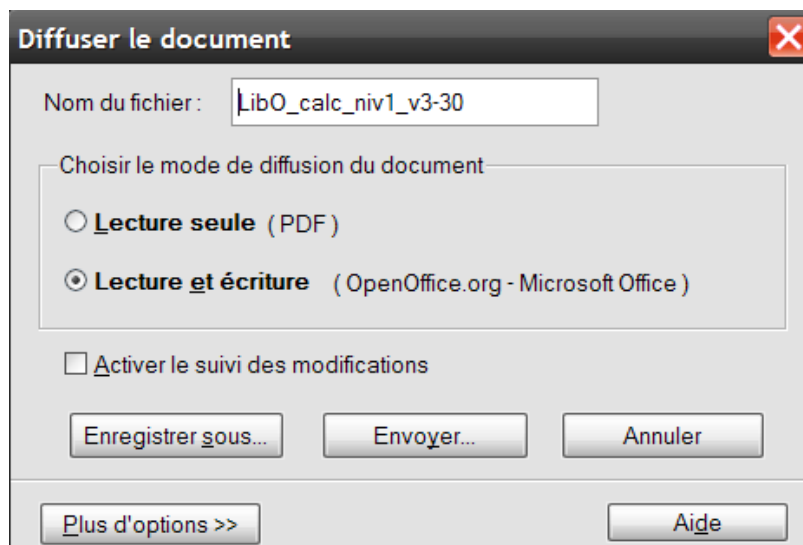 Diffuser le document
Nom du fichier : LibO_calc_niv1_v3-30
Choisir le mode de diffusion du document
Lecture seule ( PDF )
Lecture et écriture ( OpenOffice.org - Microsoft Office )
Activer le suivi des modifications
Enregistrer sous... Envoyer... Annuler
Plus d'options >> Aide